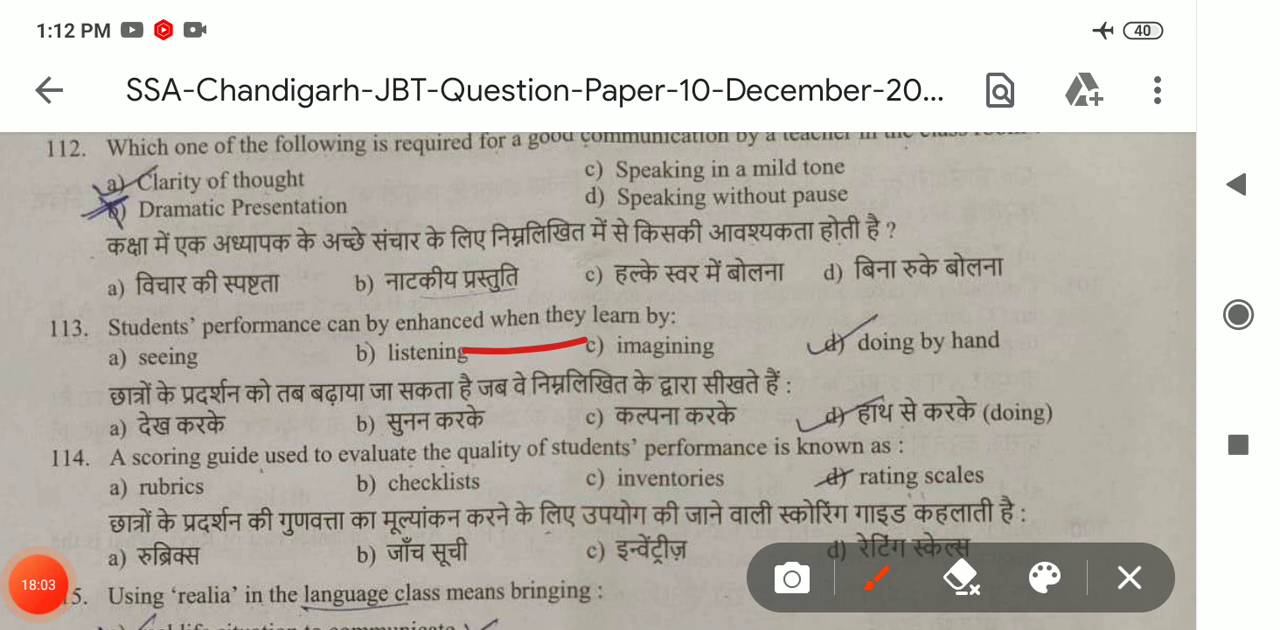 1:12 PM 40
SSA-Chandigarh-JBT-Question-Paper-10-December-20...
112. Which one of the following is required for a good communication by a teacher in the class room
a) Clarity of thought c) Speaking in a mild tone
b) Dramatic Presentation d) Speaking without pause
कक्षा में एक अध्यापक के अच्छे संचार के लिए निम्नलिखित में से किसकी आवश्यकता होती है ?
a) विचार की स्पष्टता b) नाटकीय प्रस्तुति c) हल्के स्वर में बोलना d) बिना रुके बोलना
113. Students' performance can by enhanced when they learn by:
a) seeing b) listening c) imagining d) doing by hand
छात्रों के प्रदर्शन को तब बढ़ाया जा सकता है जब वे निम्नलिखित के द्वारा सीखते हैं :
a) देख करके b) सुनन करके c) कल्पना करके d) हाथ से करके (doing)
114. A scoring guide used to evaluate the quality of students' performance is known as :
a) rubrics b) checklists c) inventories d) rating scales
छात्रों के प्रदर्शन की गुणवत्ता का मूल्यांकन करने के लिए उपयोग की जाने वाली स्कोरिंग गाइड कहलाती है :
a) रुब्रिक्स b) जाँच सूची c) इन्वेंट्रीज़ d) रेटिंग स्केल्स
18:03
5. Using 'realia' in the language class means bringing :
life situation to communicate